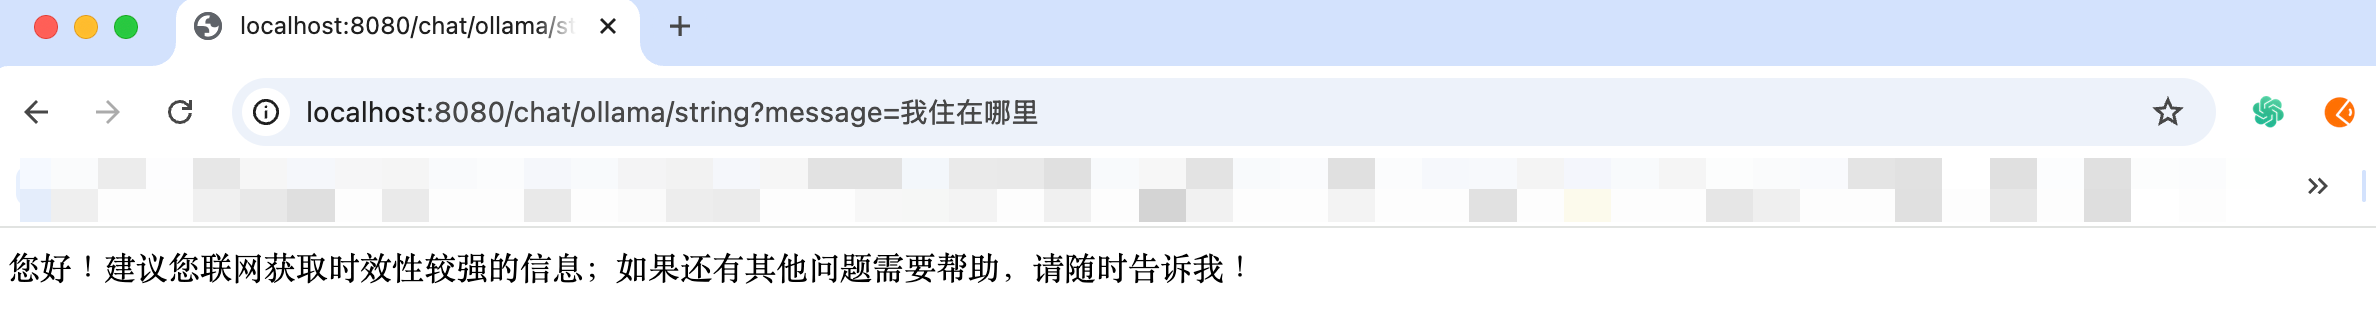 localhost:8080/chat/ollama/st
localhost:8080/chat/ollama/string?message=我住在哪里
您好！建议您联网获取时效性较强的信息；如果还有其他问题需要帮助，请随时告诉我！